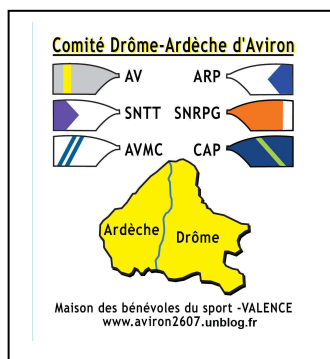 Comité Drôme-Ardèche d'Aviron
AV ARP
SNTT SNRPG
AVMC CAP
Ardèche Drôme
Maison des bénévoles du sport -VALENCE
www.aviron2607.unblog.fr